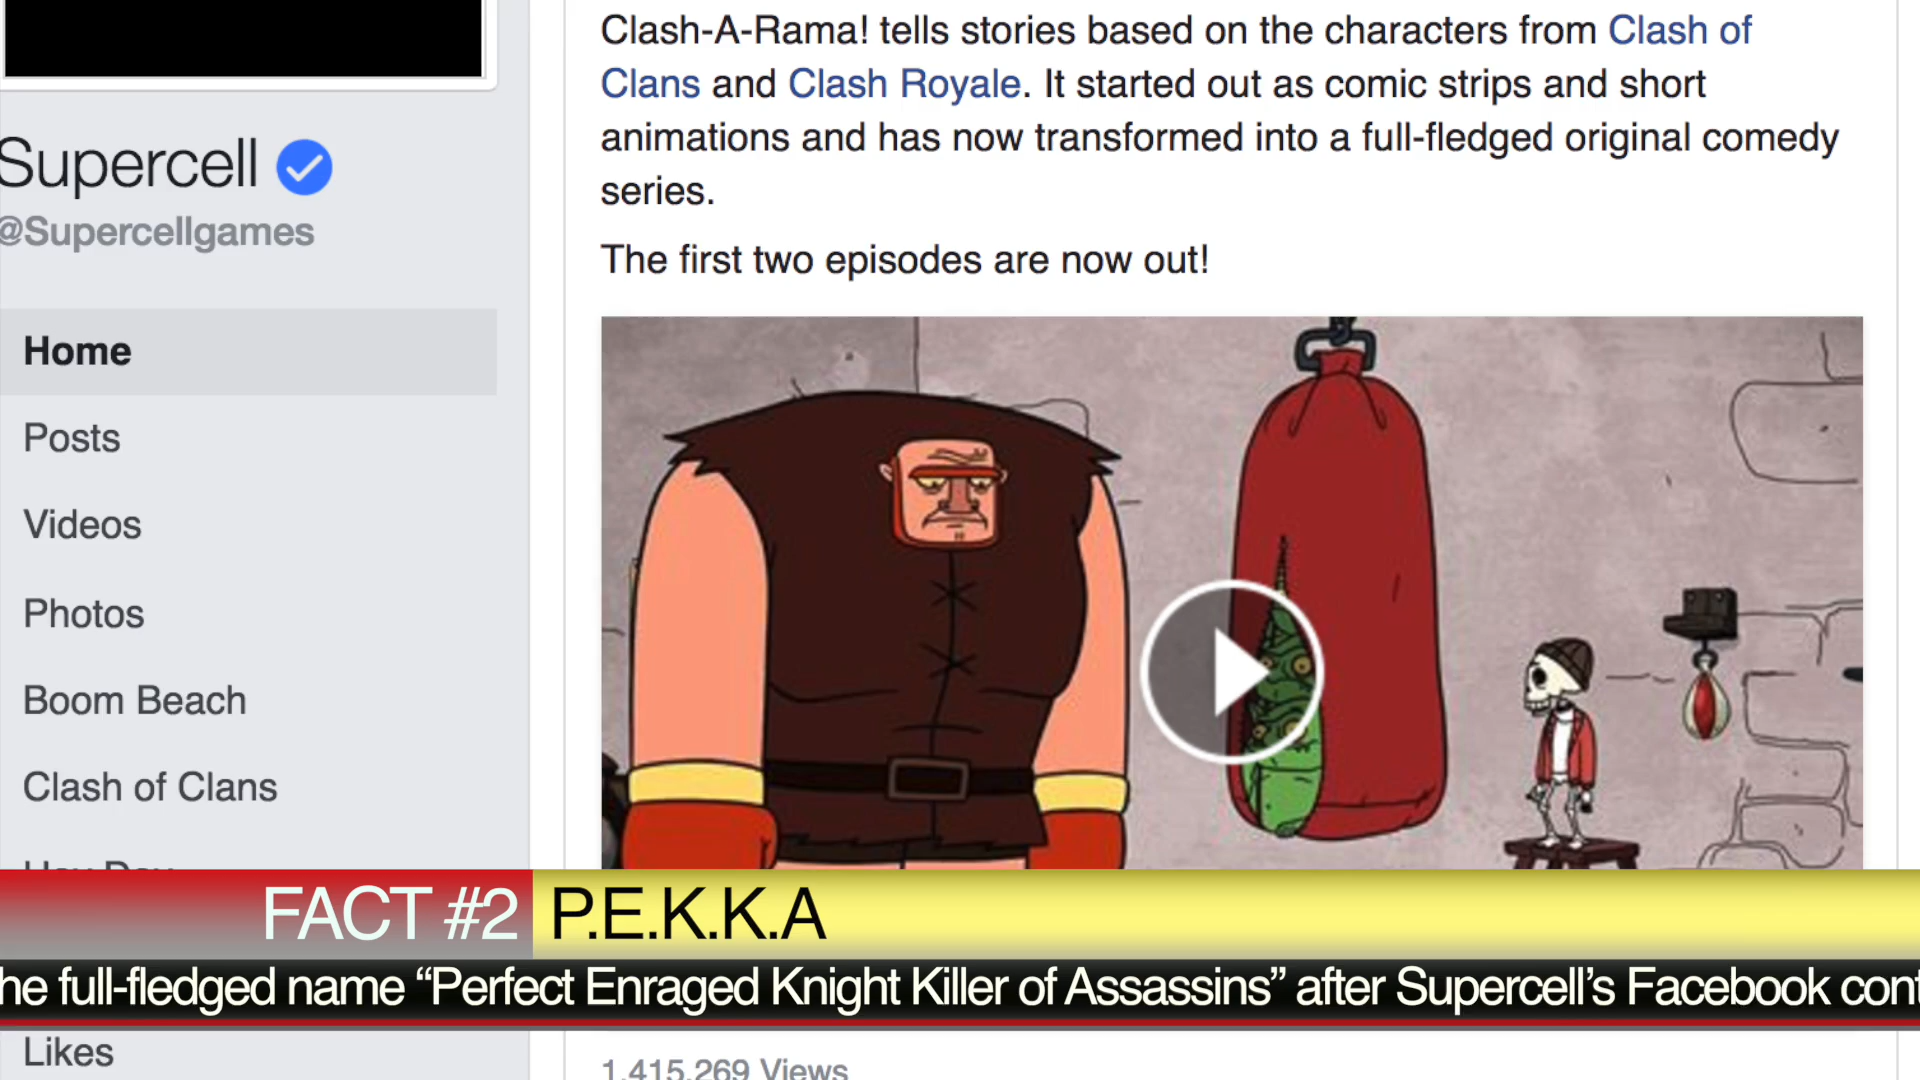 Clash-A-Rama! tells stories based on the characters from Clash of
Clans and Clash Royale. It started out as comic strips and short
animations and has now transformed into a full-fledged original comedy
series.
The first two episodes are now out!
Supercell
@Supercellgames
Home
Posts
Videos
Photos
Boom Beach
Clash of Clans
Hay Day
FACT #2 P.E.K.K.A
he full-fledged name “Perfect Enraged Knight Killer of Assassins” after Supercell’s Facebook cont
Likes
1,415,269 Views